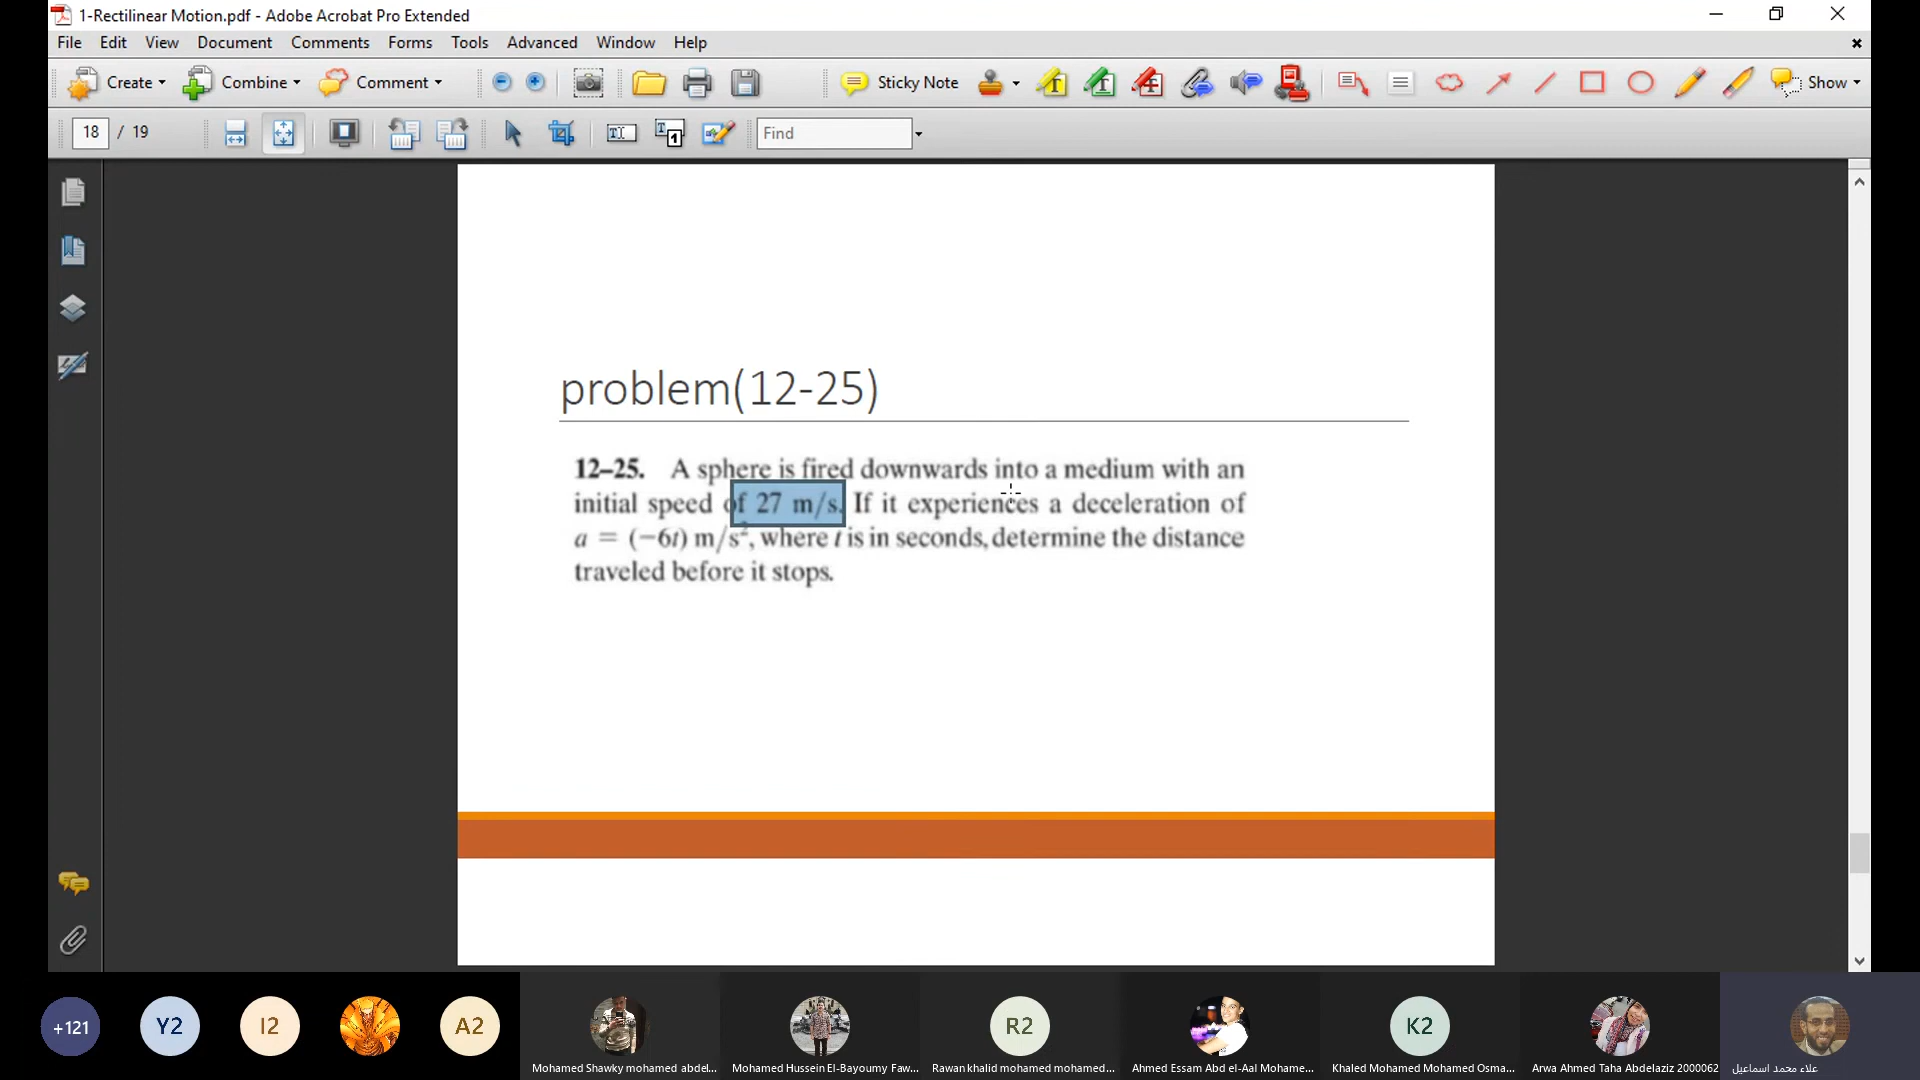 1-Rectilinear Motion.pdf - Adobe Acrobat Pro Extended
File Edit View Document Comments Forms Tools Advanced Window Help
Create Combine Comment Sticky Note Show
18 / 19 Find
problem(12-25)
12–25. A sphere is fired downwards into a medium with an
initial speed of 27 m/s. If it experiences a deceleration of
a = (−6t) m/s², where t is in seconds, determine the distance
traveled before it stops.
+121 Y2 I2 A2 R2 K2
Mohamed Shawky mohamed abdel... Mohamed Hussein El-Bayoumy Faw... Rawan khalid mohamed mohamed... Ahmed Essam Abd el-Aal Mohame... Khaled Mohamed Mohamed Osma... Arwa Ahmed Taha Abdelaziz 2000062 علاء محمد اسماعيل